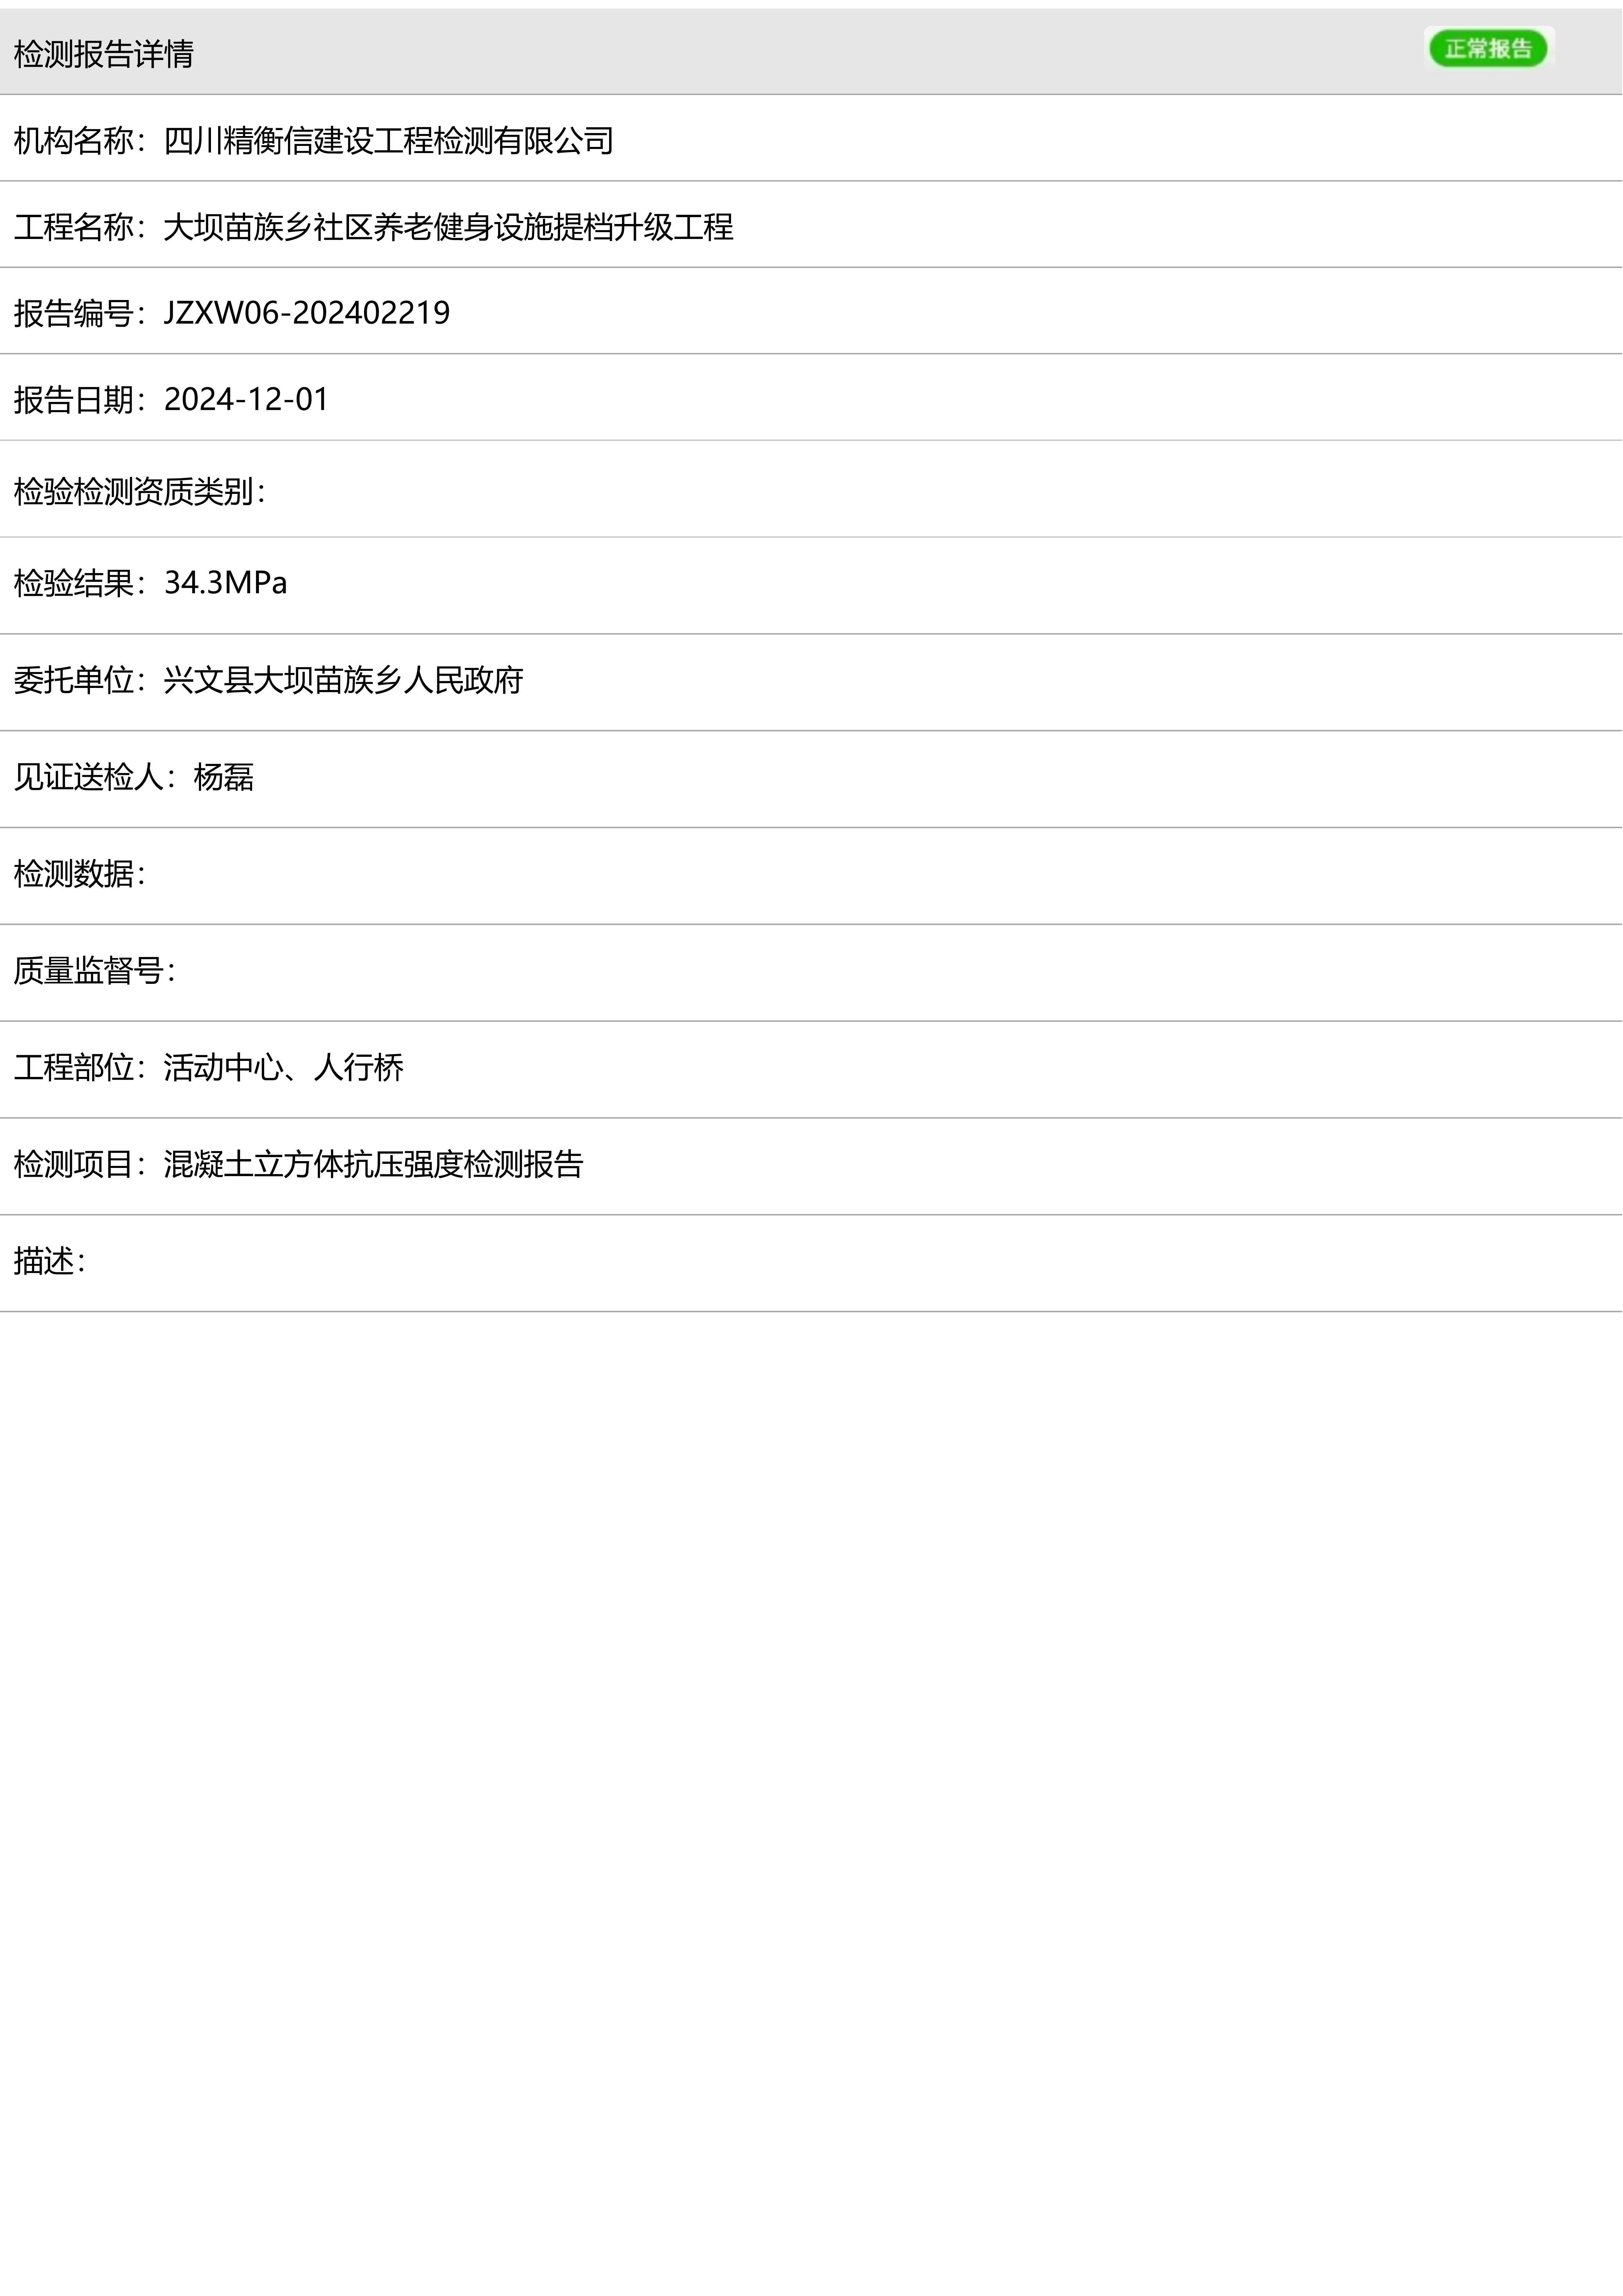 检测报告详情
正常报告
机构名称：四川精衡信建设工程检测有限公司
工程名称：大坝苗族乡社区养老健身设施提档升级工程
报告编号：JZXW06-202402219
报告日期：2024-12-01
检验检测资质类别：
检验结果：34.3MPa
委托单位：兴文县大坝苗族乡人民政府
见证送检人：杨磊
检测数据：
质量监督号：
工程部位：活动中心、人行桥
检测项目：混凝土立方体抗压强度检测报告
描述：